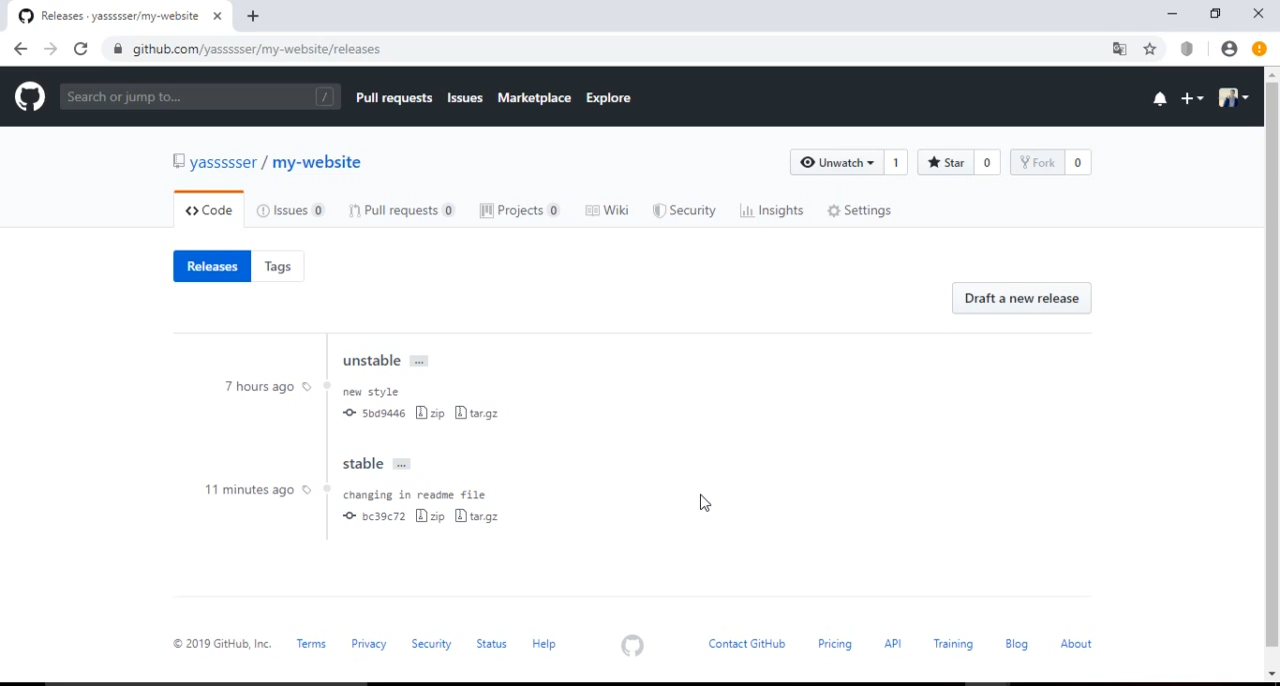 Releases · yassssser/my-website
github.com/yassssser/my-website/releases
Search or jump to... /
Pull requests Issues Marketplace Explore
yassssser / my-website
Unwatch 1 Star 0 Fork 0
Code Issues 0 Pull requests 0 Projects 0 Wiki Security Insights Settings
Releases Tags
Draft a new release
unstable ...
7 hours ago
new style
5bd9446 zip tar.gz
stable ...
11 minutes ago
changing in readme file
bc39c72 zip tar.gz
© 2019 GitHub, Inc. Terms Privacy Security Status Help Contact GitHub Pricing API Training Blog About